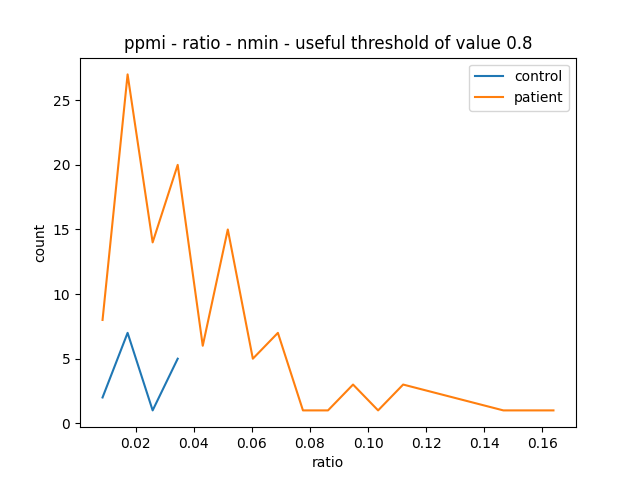 ppmi - ratio - nmin - useful threshold of value 0.8
control
patient
25
20
15
10
5
0
count
0.02 0.04 0.06 0.08 0.10 0.12 0.14 0.16
ratio